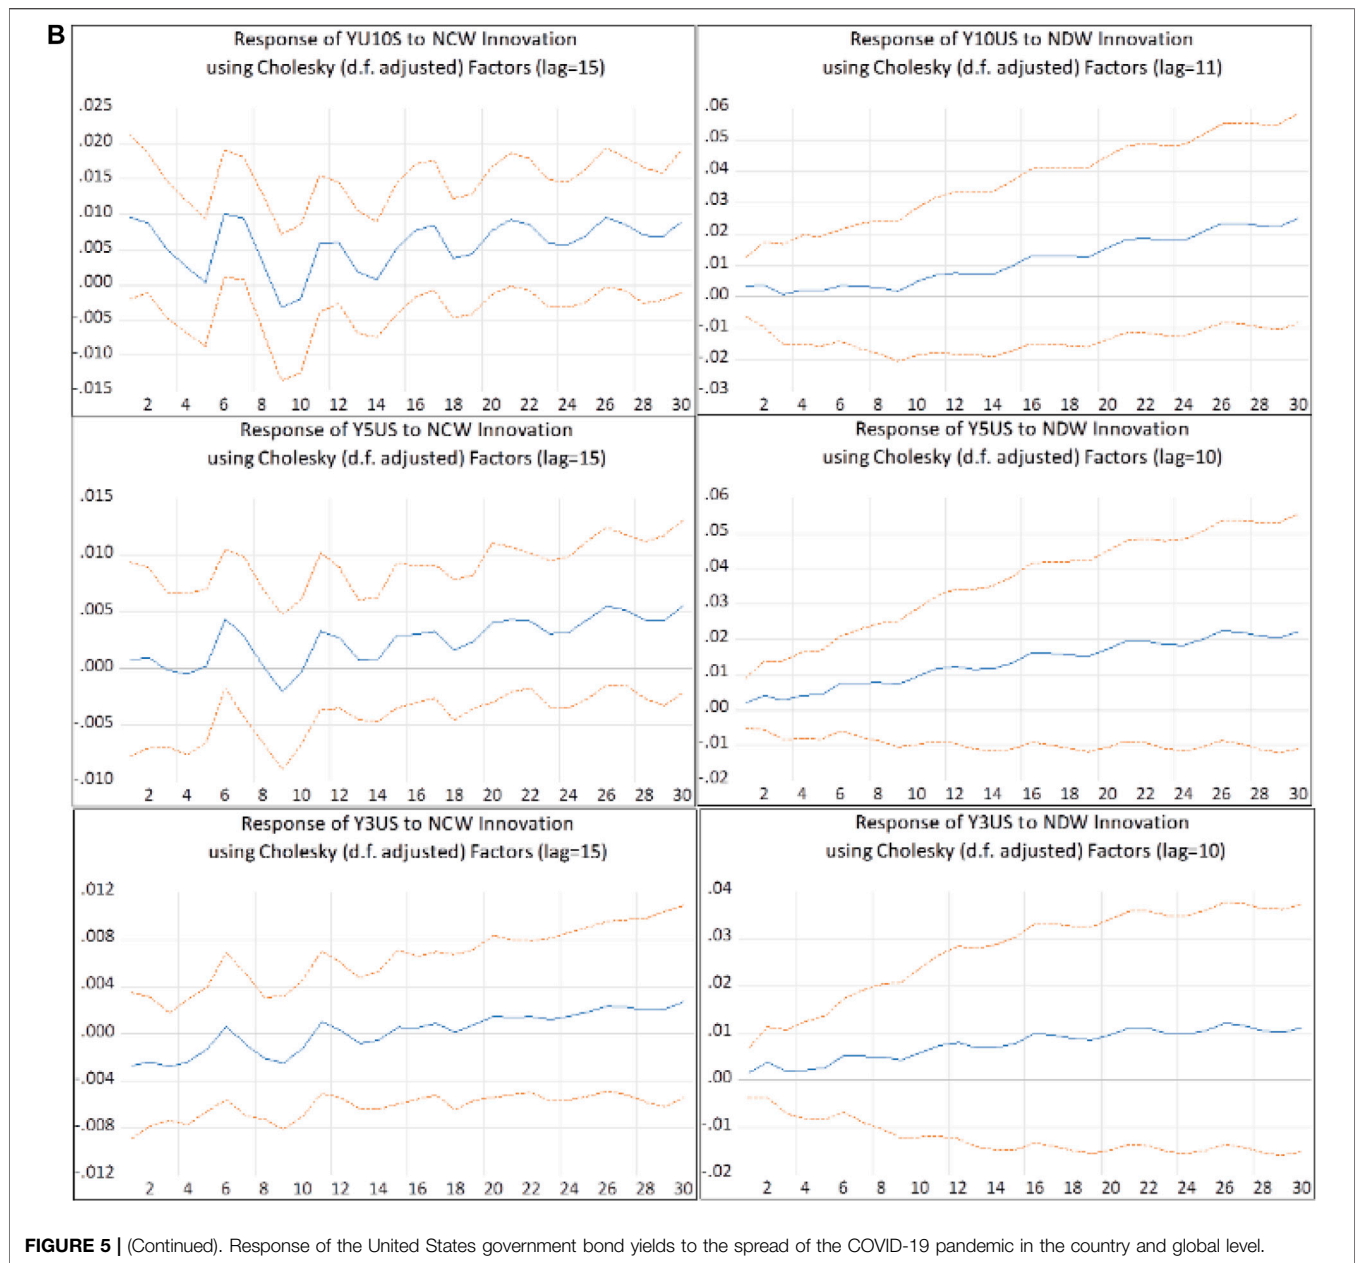 B
Response of YU10S to NCW Innovation
using Cholesky (d.f. adjusted) Factors (lag=15)
.025
.020
.015
.010
.005
.000
-.005
-.010
-.015
2 4 6 8 10 12 14 16 18 20 22 24 26 28 30
Response of Y10US to NDW Innovation
using Cholesky (d.f. adjusted) Factors (lag=11)
.06
.05
.04
.03
.02
.01
.00
-.01
-.02
-.03
2 4 6 8 10 12 14 16 18 20 22 24 26 28 30
Response of Y5US to NCW Innovation
using Cholesky (d.f. adjusted) Factors (lag=15)
.015
.010
.005
.000
-.005
-.010
2 4 6 8 10 12 14 16 18 20 22 24 26 28 30
Response of Y5US to NDW Innovation
using Cholesky (d.f. adjusted) Factors (lag=10)
.06
.05
.04
.03
.02
.01
.00
-.01
-.02
2 4 6 8 10 12 14 16 18 20 22 24 26 28 30
Response of Y3US to NCW Innovation
using Cholesky (d.f. adjusted) Factors (lag=15)
.012
.008
.004
.000
-.004
-.008
-.012
2 4 6 8 10 12 14 16 18 20 22 24 26 28 30
Response of Y3US to NDW Innovation
using Cholesky (d.f. adjusted) Factors (lag=10)
.04
.03
.02
.01
.00
-.01
-.02
2 4 6 8 10 12 14 16 18 20 22 24 26 28 30
FIGURE 5 | (Continued). Response of the United States government bond yields to the spread of the COVID-19 pandemic in the country and global level.